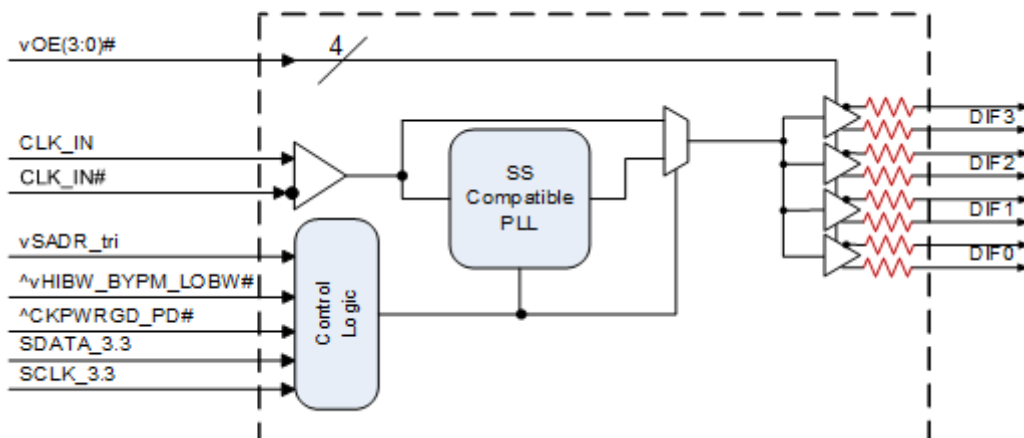 vOE(3:0)#
4
CLK_IN
CLK_IN#
vSADR_tri
^vHIBW_BYPM_LOBW#
^CKPWRGD_PD#
SDATA_3.3
SCLK_3.3
Control
Logic
SS
Compatible
PLL
DIF3
DIF2
DIF1
DIF0